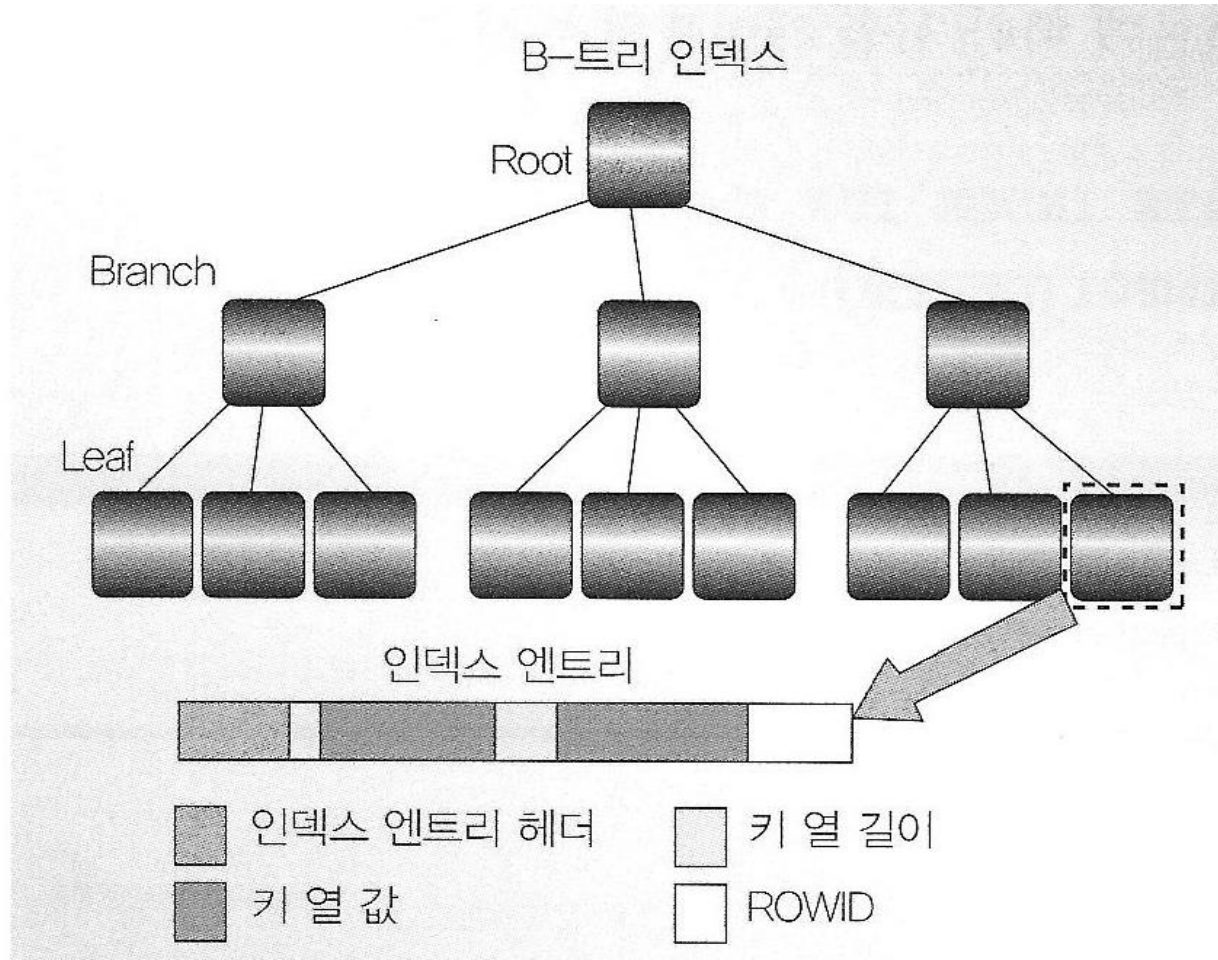 B-트리 인덱스
Root
Branch
Leaf
인덱스 엔트리
인덱스 엔트리 헤더
키 열 길이
키 열 값
ROWID